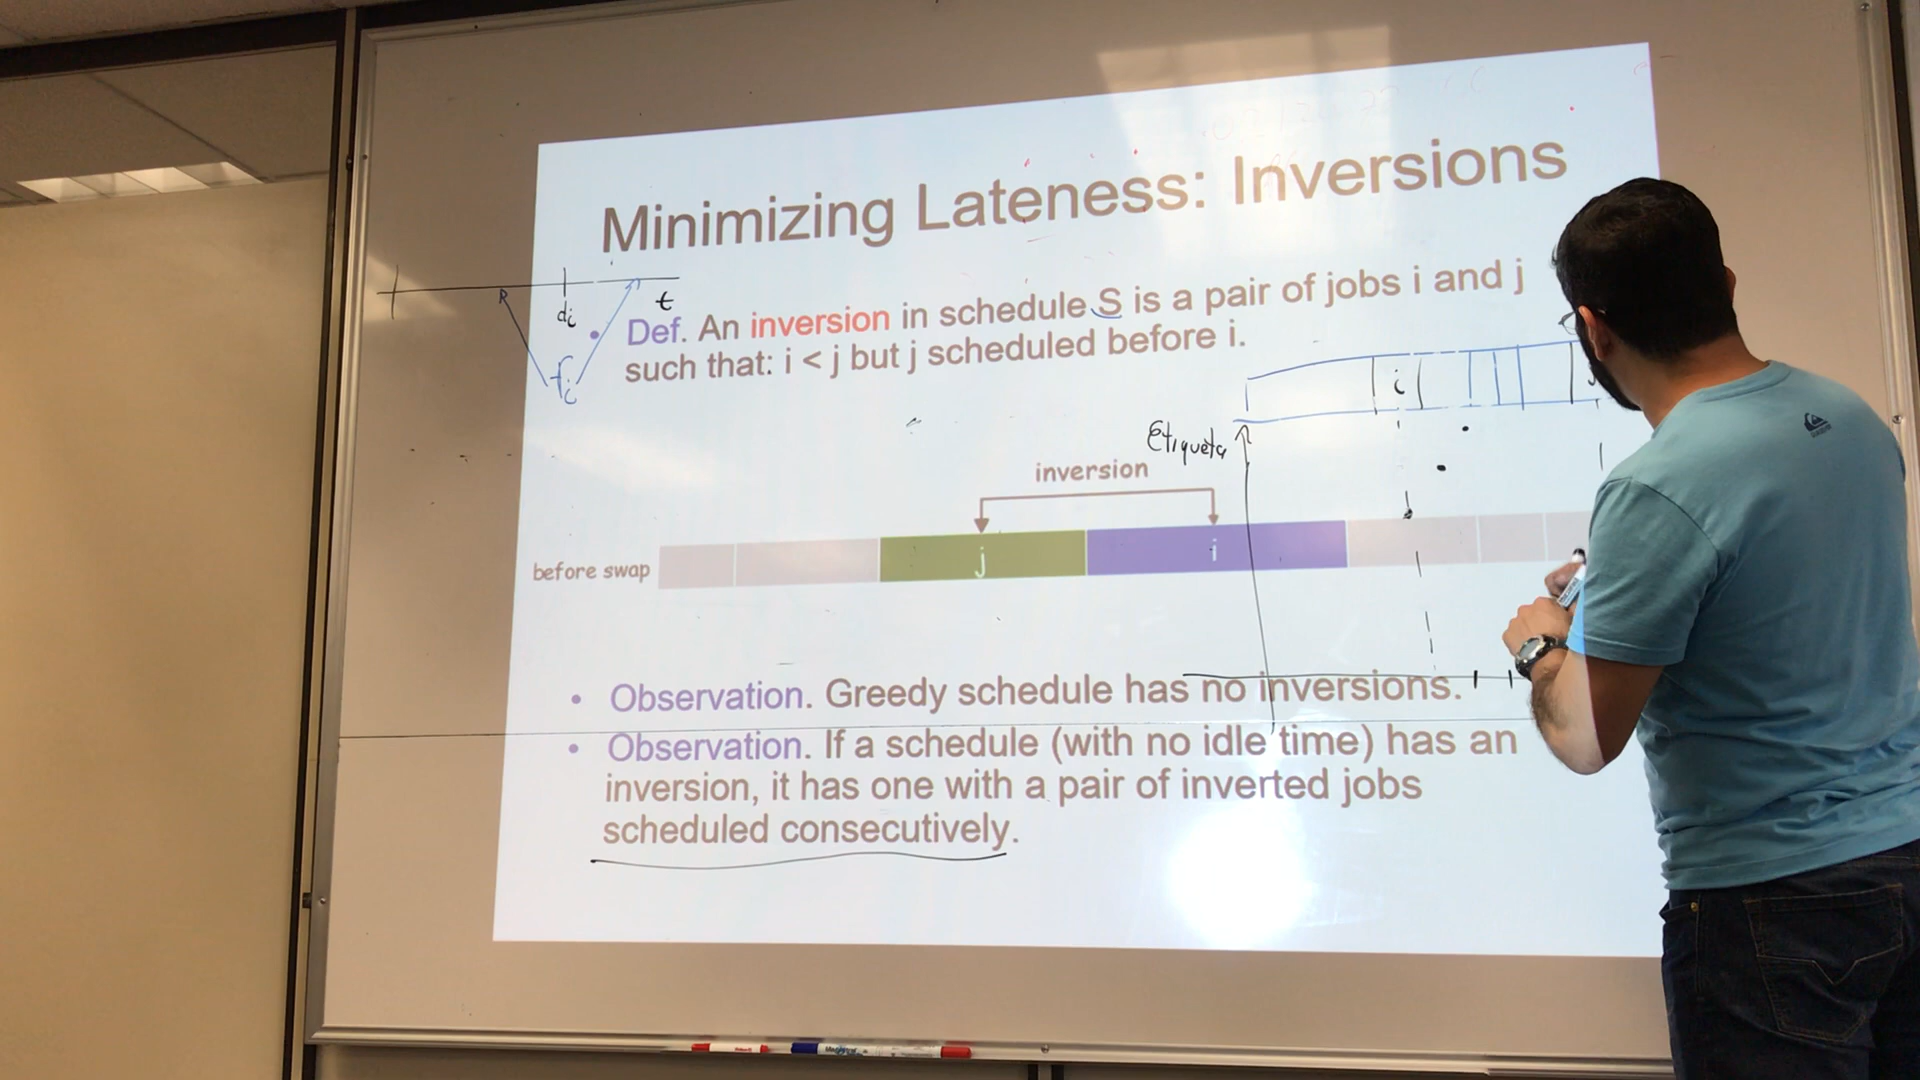 Minimizing Lateness: Inversions
di
t
fi
• Def. An inversion in schedule S is a pair of jobs i and j
such that: i < j but j scheduled before i.
i
Etiqueta
inversion
before swap
j
i
• Observation. Greedy schedule has no inversions.
• Observation. If a schedule (with no idle time) has an
inversion, it has one with a pair of inverted jobs
scheduled consecutively.